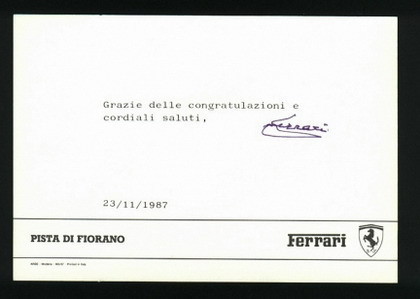 Grazie delle congratulazioni e
cordiali saluti,
Ferrari
23/11/1987
PISTA DI FIORANO
Ferrari